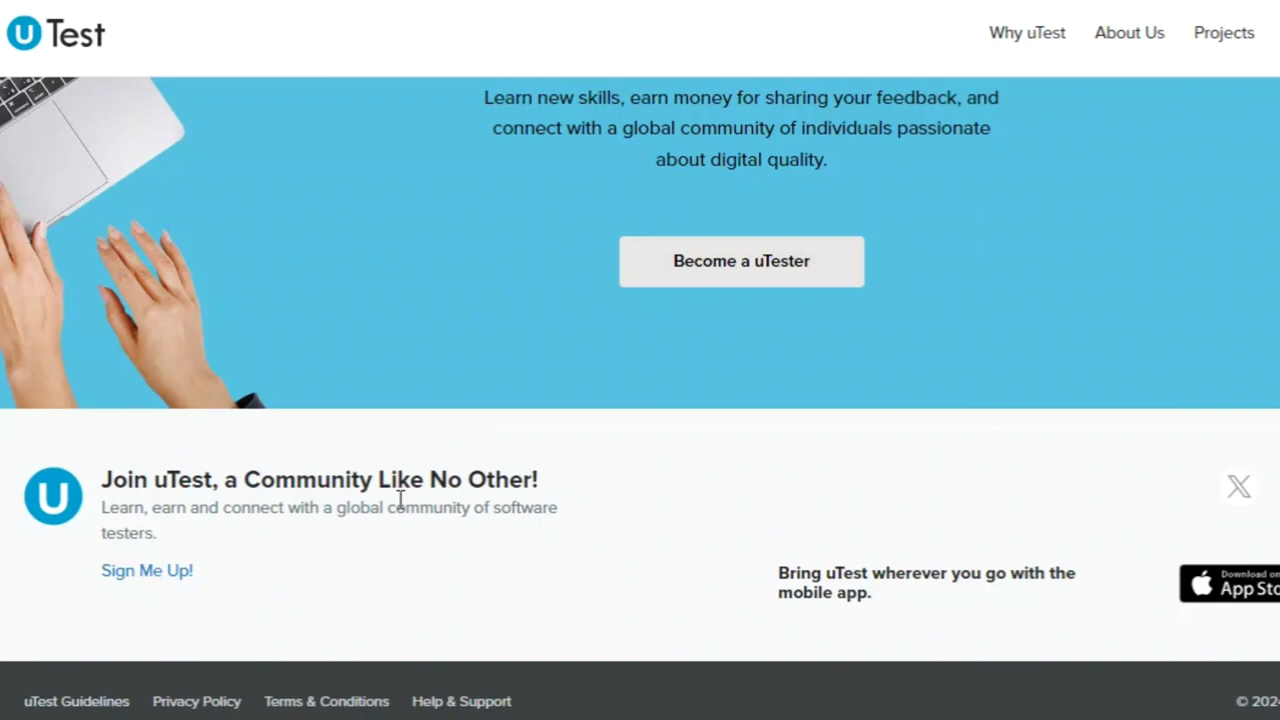 U Test
Why uTest About Us Projects
Learn new skills, earn money for sharing your feedback, and
connect with a global community of individuals passionate
about digital quality.
Become a uTester
U
Join uTest, a Community Like No Other!
Learn, earn and connect with a global community of software
testers.
Sign Me Up!
Bring uTest wherever you go with the
mobile app.
Download on
App Sto
uTest Guidelines Privacy Policy Terms & Conditions Help & Support
© 202